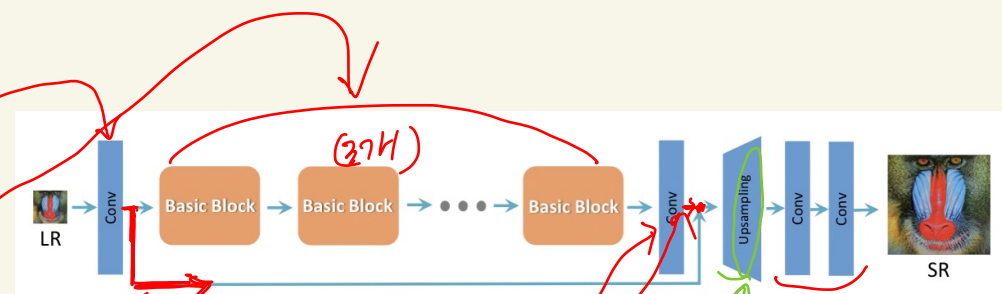 (3개)
Conv
Basic Block
Basic Block
Basic Block
Conv
Upsampling
Conv
Conv
LR
SR